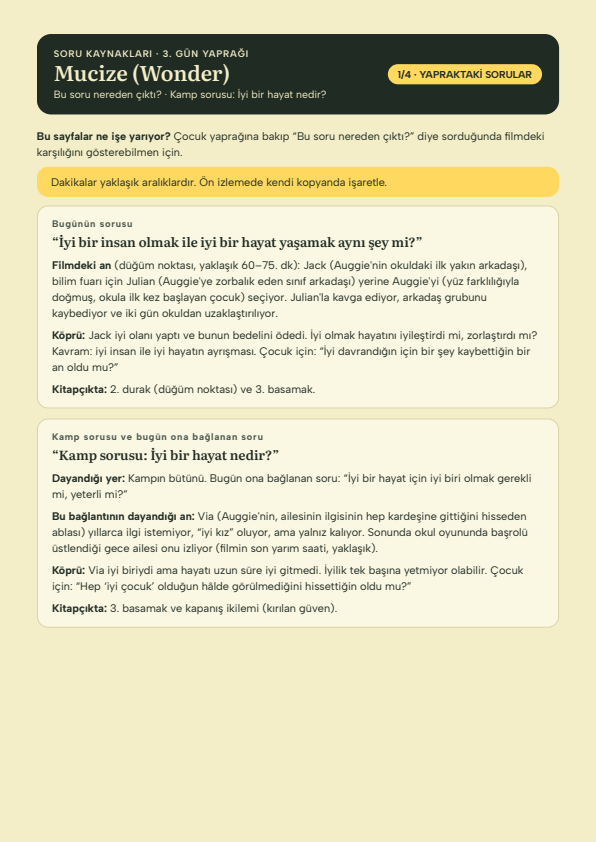 SORU KAYNAKLARI · 3. GÜN YAPRAĞI
Mucize (Wonder)
1/4 · YAPRAKTAKİ SORULAR
Bu soru nereden çıktı? · Kamp sorusu: İyi bir hayat nedir?
Bu sayfalar ne işe yarıyor? Çocuk yaprağına bakıp “Bu soru nereden çıktı?” diye sorduğunda filmdeki
karşılığını gösterebilmen için.
Dakikalar yaklaşık aralıklardır. Ön izlemede kendi kopyanda işaretle.
Bugünün sorusu
“İyi bir insan olmak ile iyi bir hayat yaşamak aynı şey mi?”
Filmdeki an (düğüm noktası, yaklaşık 60–75. dk): Jack (Auggie'nin okuldaki ilk yakın arkadaşı),
bilim fuarı için Julian (Auggie'ye zorbalık eden sınıf arkadaşı) yerine Auggie'yi (yüz farklılığıyla
doğmuş, okula ilk kez başlayan çocuk) seçiyor. Julian'la kavga ediyor, arkadaş grubunu
kaybediyor ve iki gün okuldan uzaklaştırılıyor.
Köprü: Jack iyi olanı yaptı ve bunun bedelini ödedi. İyi olmak hayatını iyileştirdi mi, zorlaştırdı mı?
Kavram: iyi insan ile iyi hayatın ayrışması. Çocuk için: “İyi davrandığın için bir şey kaybettiğin bir
an oldu mu?”
Kitapçıkta: 2. durak (düğüm noktası) ve 3. basamak.
Kamp sorusu ve bugün ona bağlanan soru
“Kamp sorusu: İyi bir hayat nedir?”
Dayandığı yer: Kampın bütünü. Bugün ona bağlanan soru: “İyi bir hayat için iyi biri olmak gerekli
mi, yeterli mi?”
Bu bağlantının dayandığı an: Via (Auggie'nin, ailesinin ilgisinin hep kardeşine gittiğini hisseden
ablası) yıllarca ilgi istemiyor, “iyi kız” oluyor, ama yalnız kalıyor. Sonunda okul oyununda başrolü
üstlendiği gece ailesi onu izliyor (filmin son yarım saati, yaklaşık).
Köprü: Via iyi biriydi ama hayatı uzun süre iyi gitmedi. İyilik tek başına yetmiyor olabilir. Çocuk
için: “Hep ‘iyi çocuk’ olduğun hâlde görülmediğini hissettiğin oldu mu?”
Kitapçıkta: 3. basamak ve kapanış ikilemi (kırılan güven).